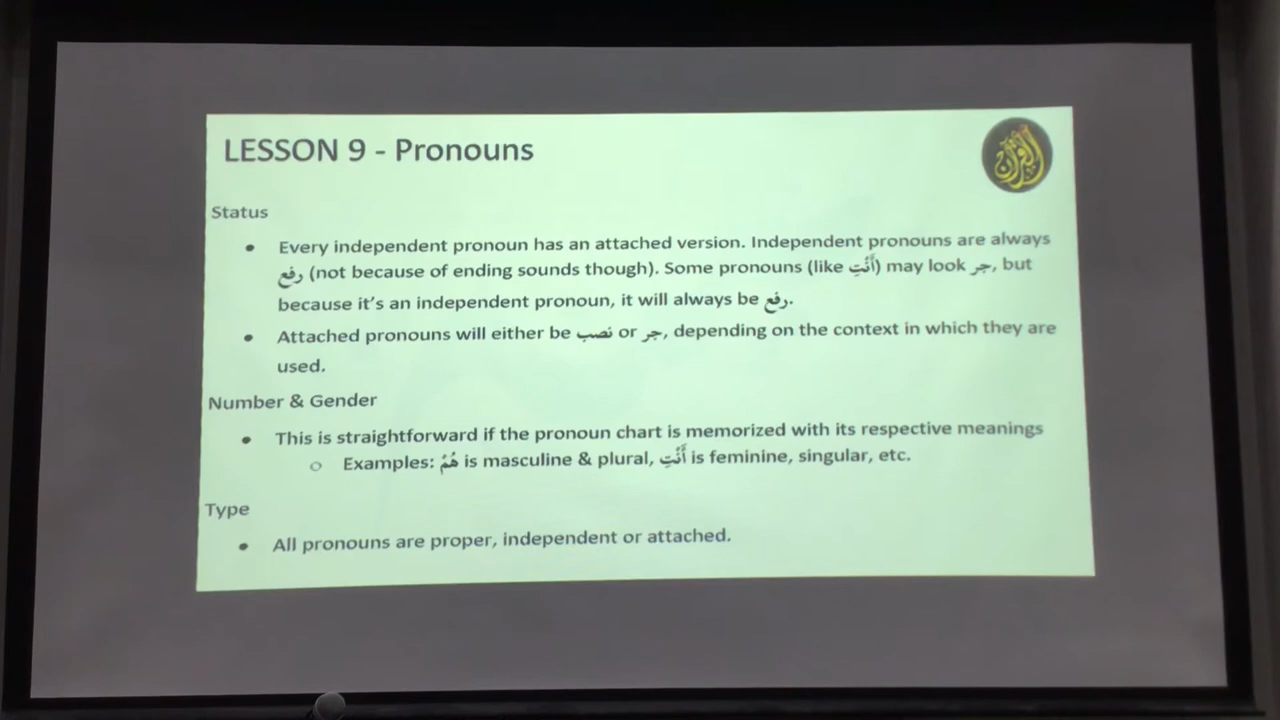 LESSON 9 - Pronouns
القرآن
Status
• Every independent pronoun has an attached version. Independent pronouns are always
رفع (not because of ending sounds though). Some pronouns (like أَنْتِ) may look جر, but
because it's an independent pronoun, it will always be رفع.
• Attached pronouns will either be نصب or جر, depending on the context in which they are
used.
Number & Gender
• This is straightforward if the pronoun chart is memorized with its respective meanings
○ Examples: هُمْ is masculine & plural, أَنْتِ is feminine, singular, etc.
Type
• All pronouns are proper, independent or attached.